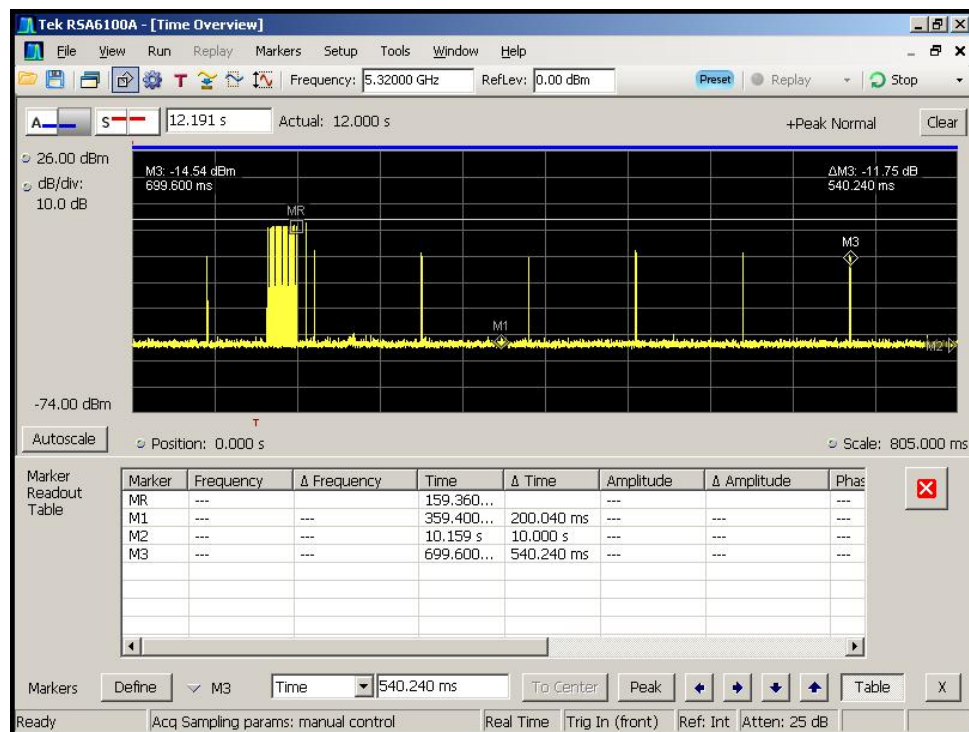 Tek RSA6100A - [Time Overview]
File View Run Replay Markers Setup Tools Window Help
T Frequency: 5.32000 GHz RefLev: 0.00 dBm Preset Replay Stop
A S 12.191 s Actual: 12.000 s +Peak Normal Clear
26.00 dBm
dB/div:
10.0 dB
M3: -14.54 dBm
699.600 ms
ΔM3: -11.75 dB
540.240 ms
MR
M3
M1
M2
-74.00 dBm
T
Autoscale Position: 0.000 s Scale: 805.000 ms
Marker
Readout
Table
Marker Frequency Δ Frequency Time Δ Time Amplitude Δ Amplitude Phas
MR --- 159.360... --- ---
M1 --- --- 359.400... 200.040 ms --- --- ---
M2 --- --- 10.159 s 10.000 s --- --- ---
M3 --- --- 699.600... 540.240 ms --- --- ---
Markers Define M3 Time 540.240 ms To Center Peak Table X
Ready Acq Sampling params: manual control Real Time Trig In (front) Ref: Int Atten: 25 dB